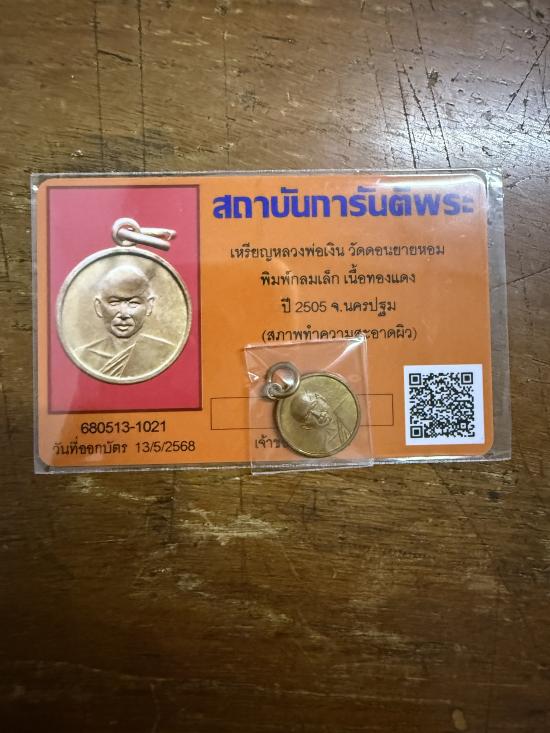 สถาบันการันตีพระ
เหรียญหลวงพ่อเงิน วัดดอนยายหอม
พิมพ์กลมเล็ก เนื้อทองแดง
ปี 2505 จ.นครปฐม
(สภาพทำความสะอาดผิว)
680513-1021
วันที่ออกบัตร 13/5/2568